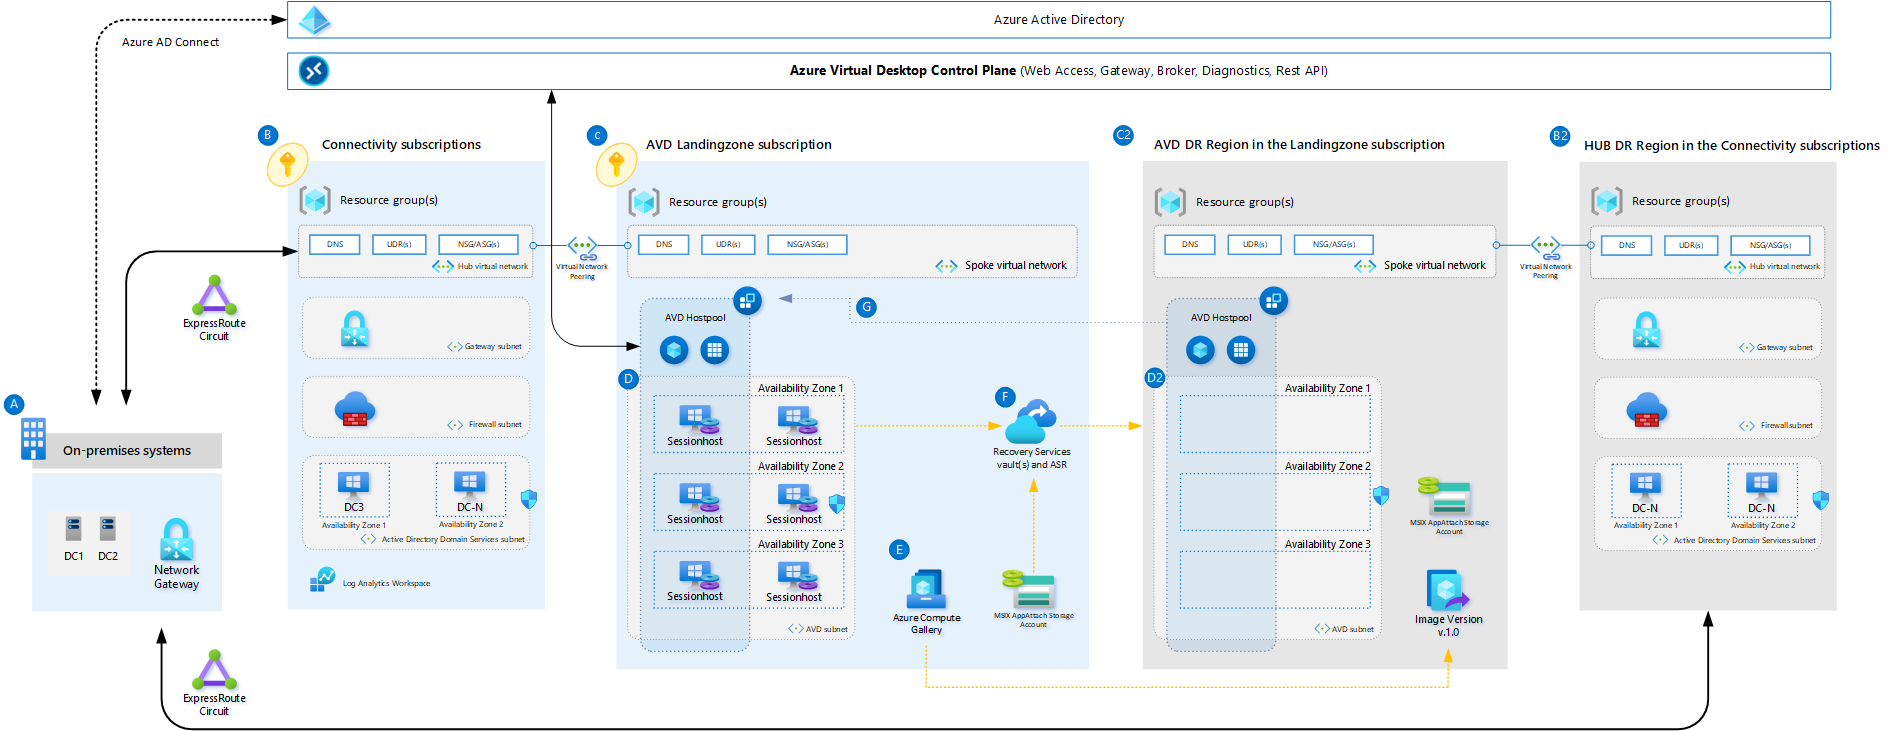 Azure Active Directory
Azure AD Connect
Azure Virtual Desktop Control Plane (Web Access, Gateway, Broker, Diagnostics, Rest API)
B
Connectivity subscriptions
Resource group(s)
DNS
UDR(s)
NSG/ASG(s)
Hub virtual network
Virtual Network
Peering
Gateway subnet
Firewall subnet
DC3
DC-N
Availability Zone 1
Availability Zone 2
Active Directory Domain Services subnet
Log Analytics Workspace
ExpressRoute
Circuit
A
On-premises systems
DC1
DC2
Network
Gateway
ExpressRoute
Circuit
c
AVD Landingzone subscription
Resource group(s)
DNS
UDR(s)
NSG/ASG(s)
Spoke virtual network
AVD Hostpool
G
D
Availability Zone 1
Sessionhost
Sessionhost
Availability Zone 2
Sessionhost
Sessionhost
Availability Zone 3
Sessionhost
Sessionhost
AVD subnet
F
Recovery Services
vault(s) and ASR
E
Azure Compute
Gallery
MSIX AppAttach Storage
Account
C2
AVD DR Region in the Landingzone subscription
Resource group(s)
DNS
UDR(s)
NSG/ASG(s)
Spoke virtual network
Virtual Network
Peering
AVD Hostpool
D2
Availability Zone 1
Availability Zone 2
Availability Zone 3
AVD subnet
MSIX AppAttach Storage
Account
Image Version
v.1.0
B2
HUB DR Region in the Connectivity subscriptions
Resource group(s)
DNS
UDR(s)
NSG/ASG(s)
Hub virtual network
Gateway subnet
Firewall subnet
DC-N
DC-N
Availability Zone 1
Availability Zone 2
Active Directory Domain Services subnet